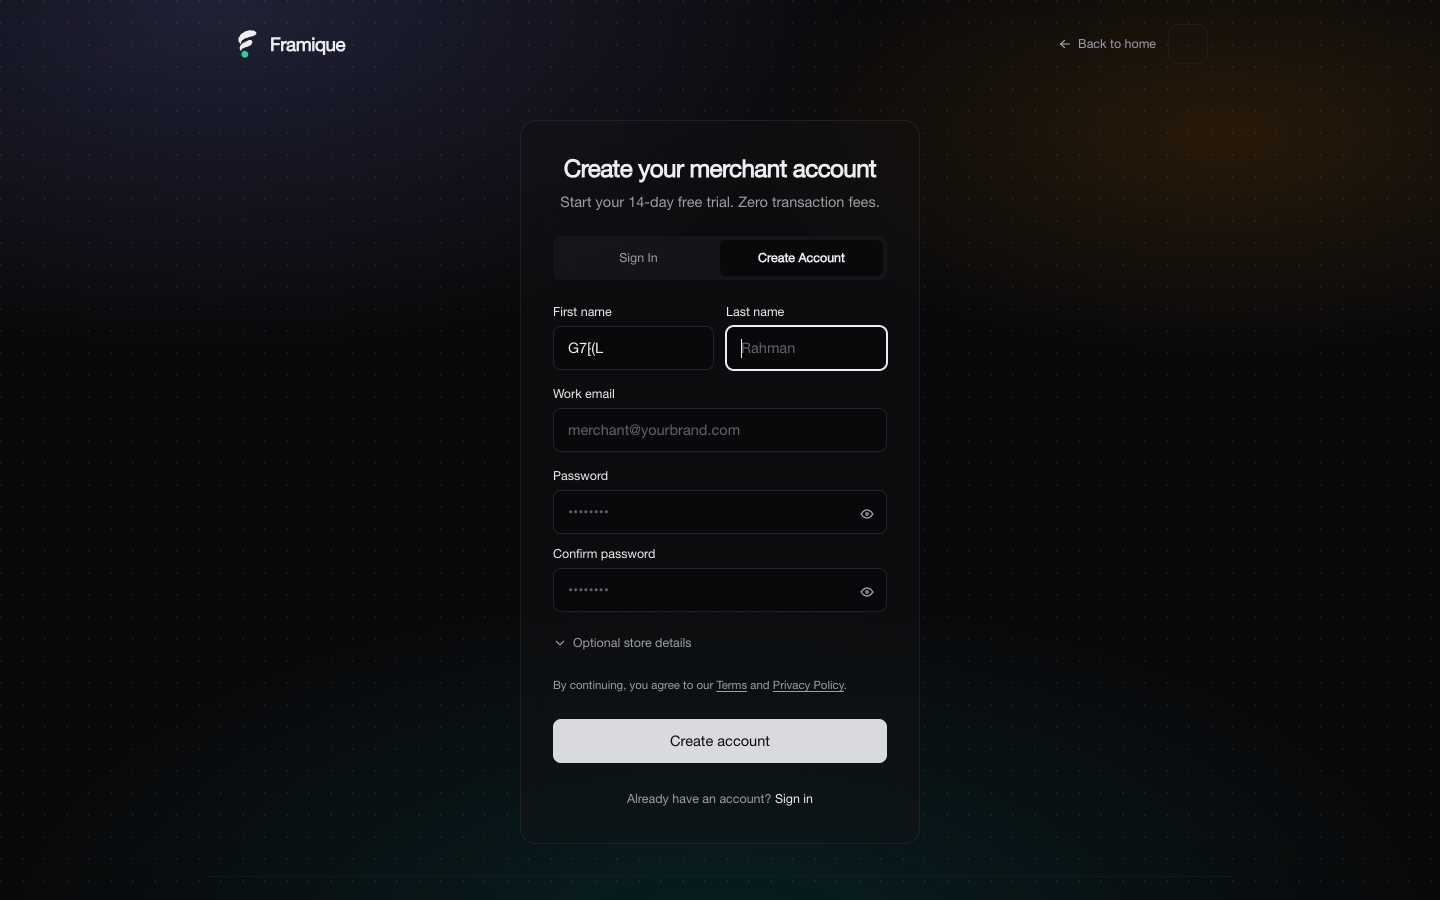 Framique
Back to home
Create your merchant account
Start your 14-day free trial. Zero transaction fees.
Sign In
Create Account
First name
Last name
Rahman
Work email
merchant@yourbrand.com
Password
••••••••
Confirm password
••••••••
Optional store details
By continuing, you agree to our Terms and Privacy Policy.
Create account
Already have an account? Sign in